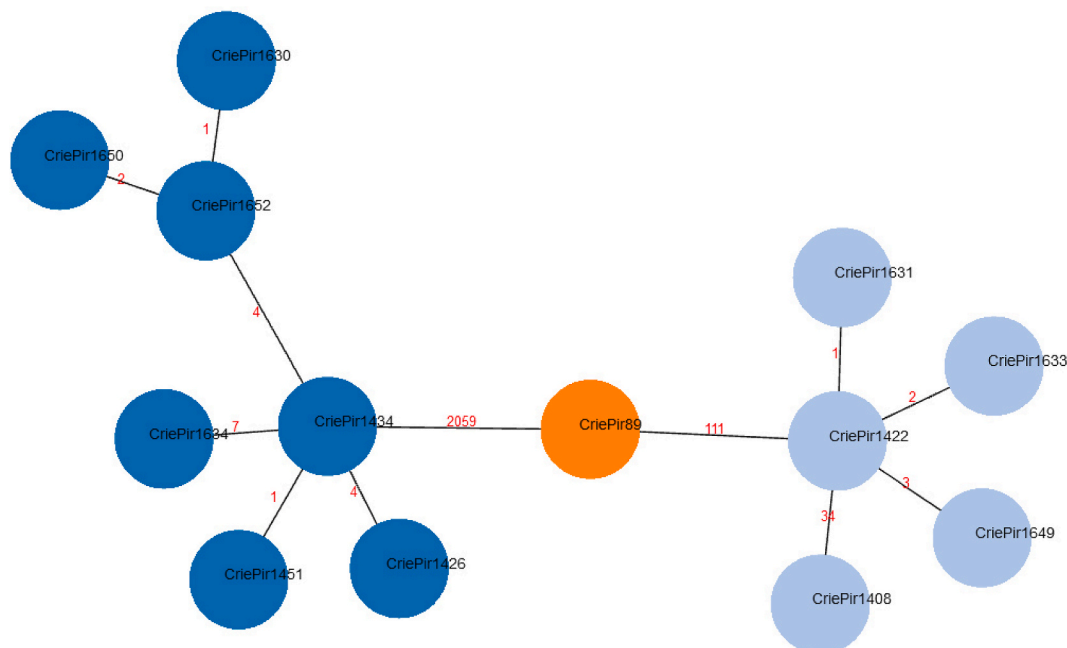 CriePir1630
1
CriePir1650
2
CriePir1652
4
CriePir1631
1
CriePir1633
2
CriePir1634
7
CriePir1434
2059
CriePir89
111
CriePir1422
1
4
3
34
CriePir1451
CriePir1426
CriePir1649
CriePir1408